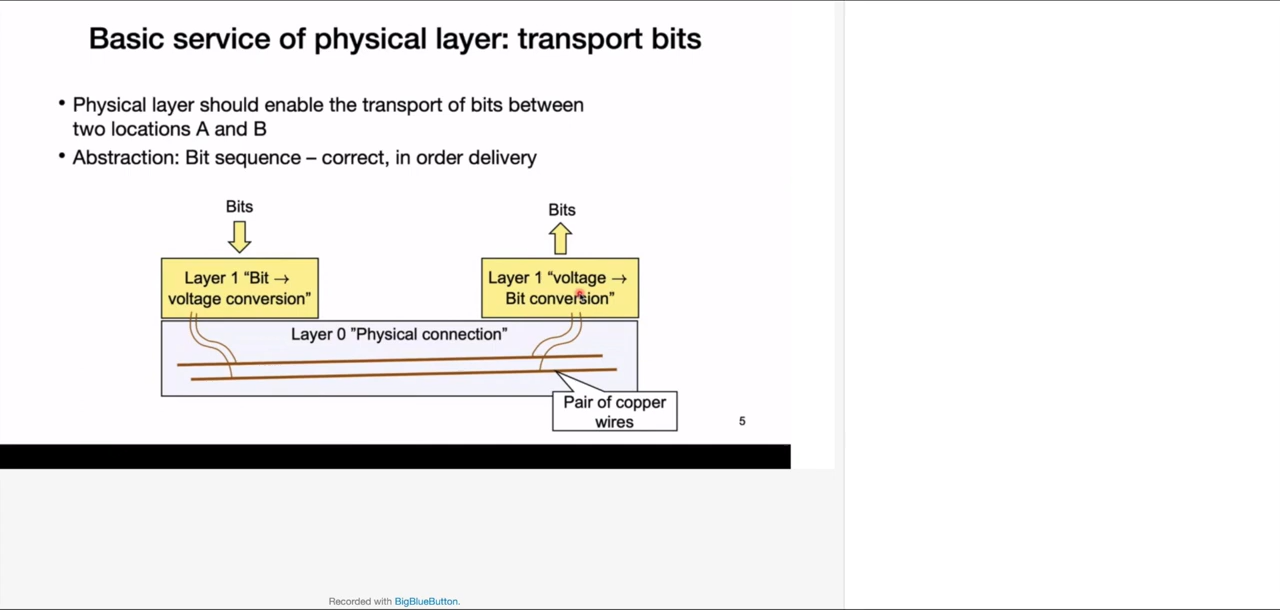 Basic service of physical layer: transport bits
• Physical layer should enable the transport of bits between
two locations A and B
• Abstraction: Bit sequence – correct, in order delivery
Bits
Bits
Layer 1 “Bit →
voltage conversion”
Layer 1 “voltage →
Bit conversion”
Layer 0 ”Physical connection”
Pair of copper
wires
5
Recorded with BigBlueButton.